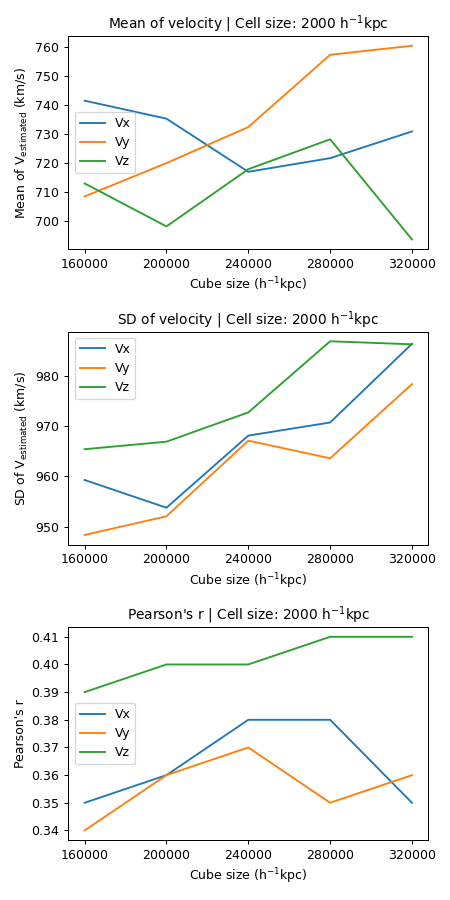 Mean of velocity | Cell size: 2000 h⁻¹kpc
760
750
740
730
720
710
700
Mean of V_estimated (km/s)
Vx
Vy
Vz
160000 200000 240000 280000 320000
Cube size (h⁻¹kpc)
SD of velocity | Cell size: 2000 h⁻¹kpc
980
970
960
950
SD of V_estimated (km/s)
Vx
Vy
Vz
160000 200000 240000 280000 320000
Cube size (h⁻¹kpc)
Pearson's r | Cell size: 2000 h⁻¹kpc
0.41
0.40
0.39
0.38
0.37
0.36
0.35
0.34
Pearson's r
Vx
Vy
Vz
160000 200000 240000 280000 320000
Cube size (h⁻¹kpc)